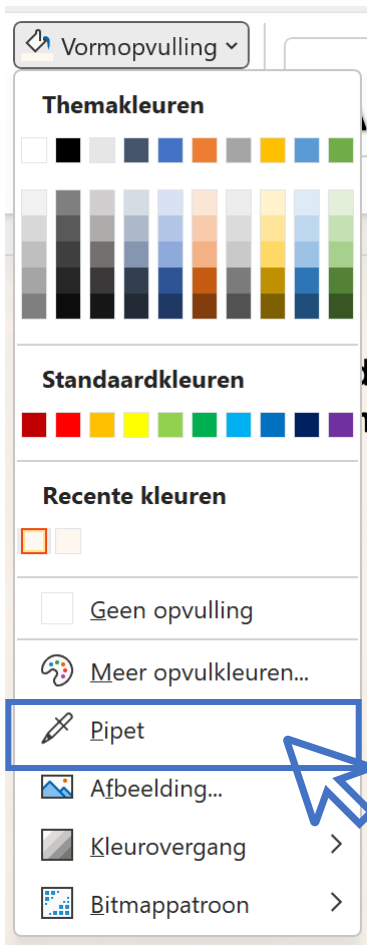 Vormopvulling
Themakleuren
Standaardkleuren
Recente kleuren
Geen opvulling
Meer opvulkleuren...
Pipet
Afbeelding...
Kleurovergang
Bitmappatroon